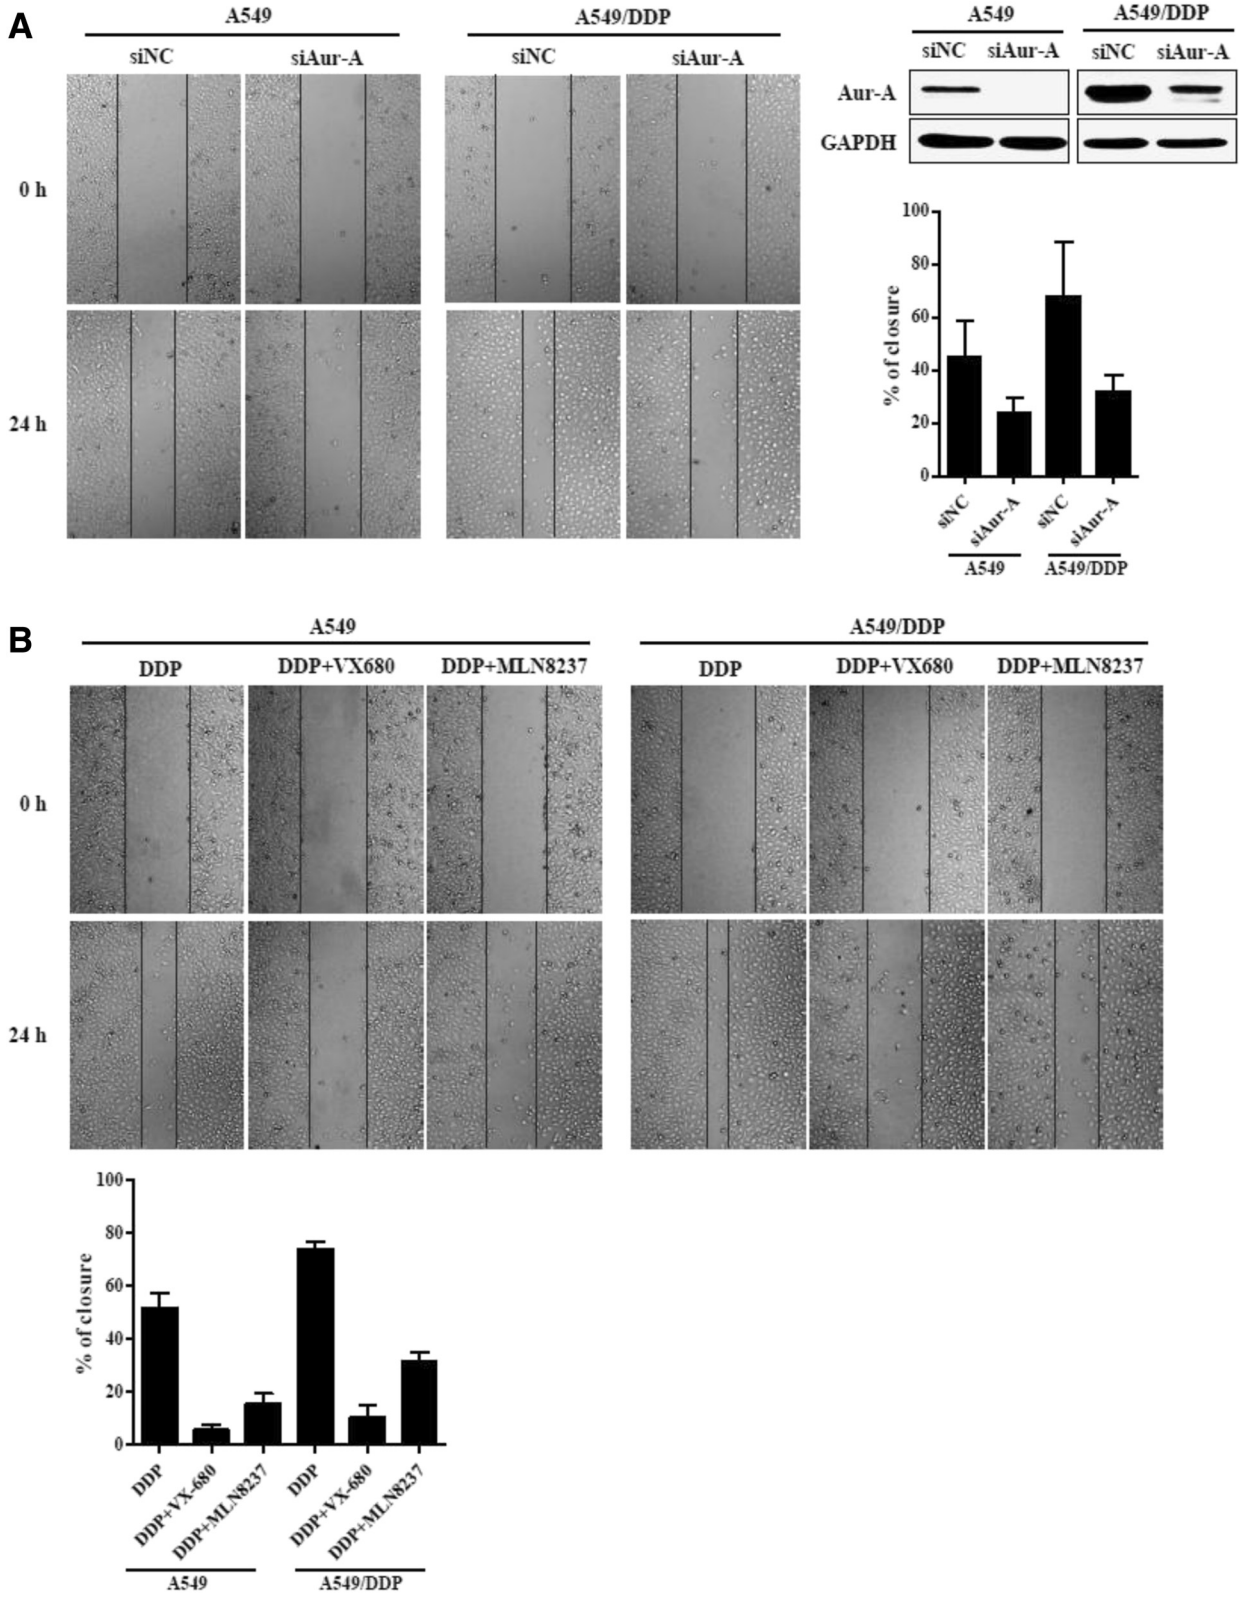 A
A549
A549/DDP
siNC
siAur-A
siNC
siAur-A
0 h
24 h
A549
A549/DDP
siNC
siAur-A
siNC
siAur-A
Aur-A
GAPDH
100
80
60
40
20
0
% of closure
siNC
siAur-A
siNC
siAur-A
A549
A549/DDP
B
A549
A549/DDP
DDP
DDP+VX680
DDP+MLN8237
DDP
DDP+VX680
DDP+MLN8237
0 h
24 h
100
80
60
40
20
0
% of closure
DDP
DDP+VX-680
DDP+MLN8237
DDP
DDP+VX-680
DDP+MLN8237
A549
A549/DDP